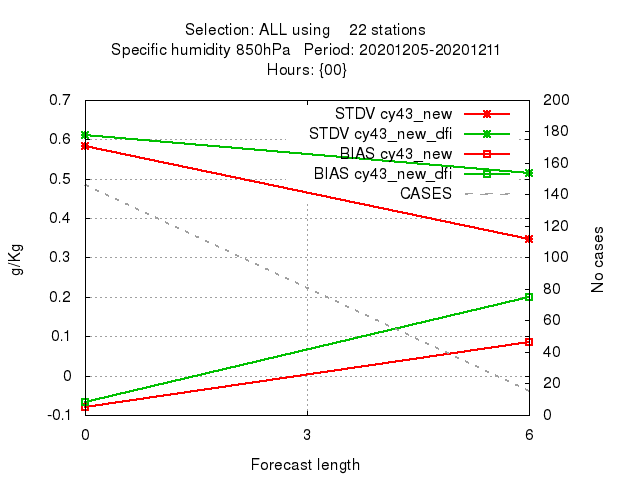 Selection: ALL using    22 stations
Specific humidity 850hPa   Period: 20201205-20201211
Hours: {00}
0.7
0.6
0.5
0.4
0.3
0.2
0.1
0
-0.1
g/Kg
STDV cy43_new
STDV cy43_new_dfi
BIAS cy43_new
BIAS cy43_new_dfi
CASES
200
180
160
140
120
100
80
60
40
20
0
No cases
0 3 6
Forecast length